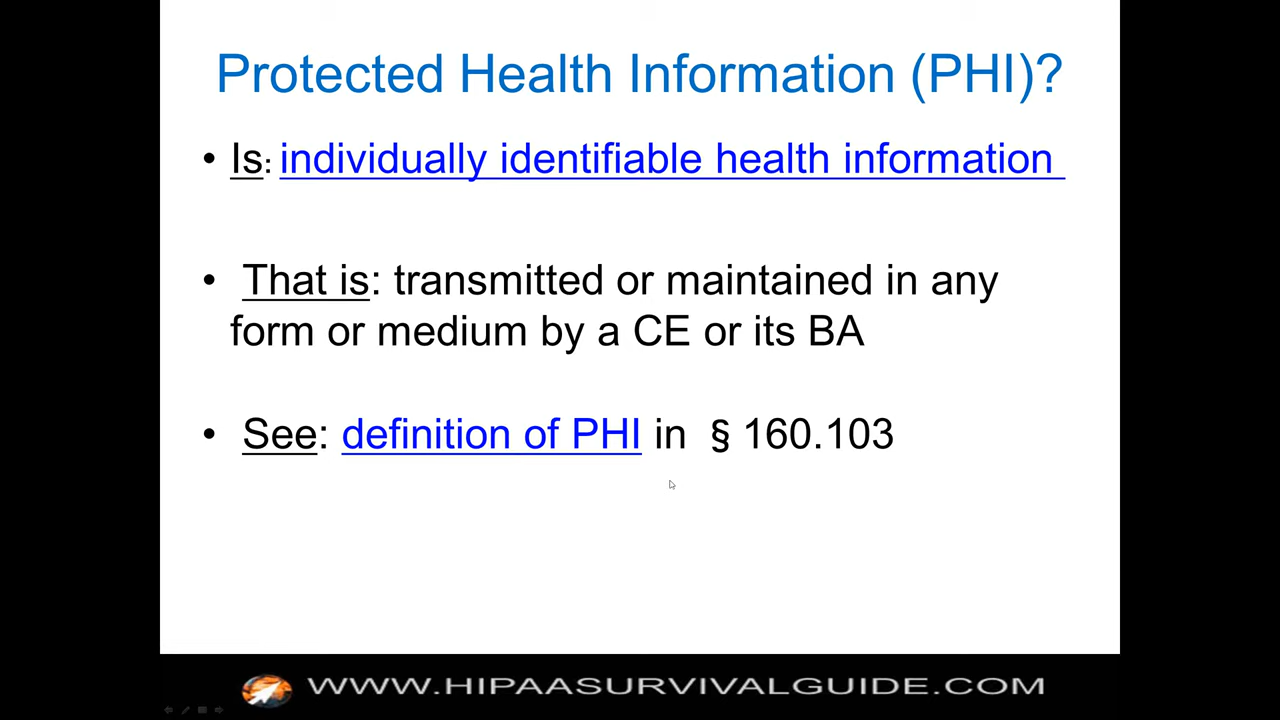 Protected Health Information (PHI)?
• Is: individually identifiable health information
• That is: transmitted or maintained in any
form or medium by a CE or its BA
• See: definition of PHI in § 160.103
WWW.HIPAASURVIVALGUIDE.COM